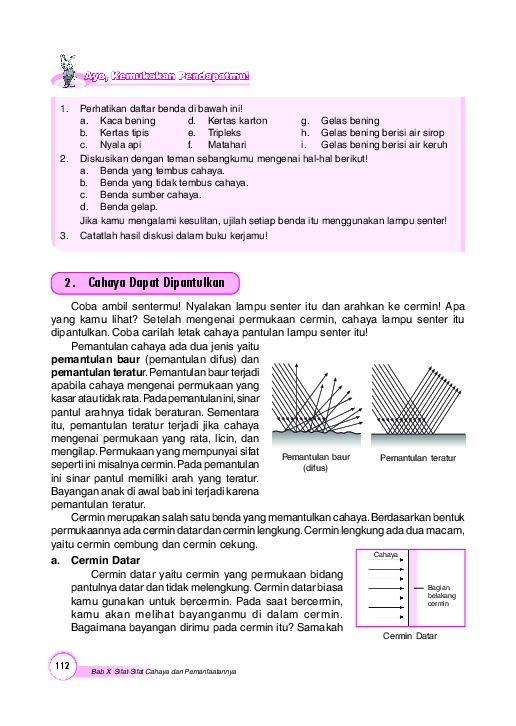 Ayo, Kemukakan Pendapatmu!
1. Perhatikan daftar benda di bawah ini!
a. Kaca bening d. Kertas karton g. Gelas bening
b. Kertas tipis e. Tripleks h. Gelas bening berisi air sirop
c. Nyala api f. Matahari i. Gelas bening berisi air keruh
2. Diskusikan dengan teman sebangkumu mengenai hal-hal berikut!
a. Benda yang tembus cahaya.
b. Benda yang tidak tembus cahaya.
c. Benda sumber cahaya.
d. Benda gelap.
Jika kamu mengalami kesulitan, ujilah setiap benda itu menggunakan lampu senter!
3. Catatlah hasil diskusi dalam buku kerjamu!
2. Cahaya Dapat Dipantulkan
Coba ambil sentermu! Nyalakan lampu senter itu dan arahkan ke cermin! Apa
yang kamu lihat? Setelah mengenai permukaan cermin, cahaya lampu senter itu
dipantulkan. Coba carilah letak cahaya pantulan lampu senter itu!
Pemantulan cahaya ada dua jenis yaitu
pemantulan baur (pemantulan difus) dan
pemantulan teratur. Pemantulan baur terjadi
apabila cahaya mengenai permukaan yang
kasar atau tidak rata. Pada pemantulan ini, sinar
pantul arahnya tidak beraturan. Sementara
itu, pemantulan teratur terjadi jika cahaya
mengenai permukaan yang rata, licin, dan
mengilap. Permukaan yang mempunyai sifat
seperti ini misalnya cermin. Pada pemantulan
ini sinar pantul memiliki arah yang teratur.
Bayangan anak di awal bab ini terjadi karena
pemantulan teratur.
Pemantulan baur
(difus)
Pemantulan teratur
Cermin merupakan salah satu benda yang memantulkan cahaya. Berdasarkan bentuk
permukaannya ada cermin datar dan cermin lengkung. Cermin lengkung ada dua macam,
yaitu cermin cembung dan cermin cekung.
a. Cermin Datar
Cermin datar yaitu cermin yang permukaan bidang
pantulnya datar dan tidak melengkung. Cermin datar biasa
kamu gunakan untuk bercermin. Pada saat bercermin,
kamu akan melihat bayanganmu di dalam cermin.
Bagaimana bayangan dirimu pada cermin itu? Samakah
Cahaya
Bagian
belakang
cermin
Cermin Datar
112
Bab X Sifat-Sifat Cahaya dan Pemanfaatannya